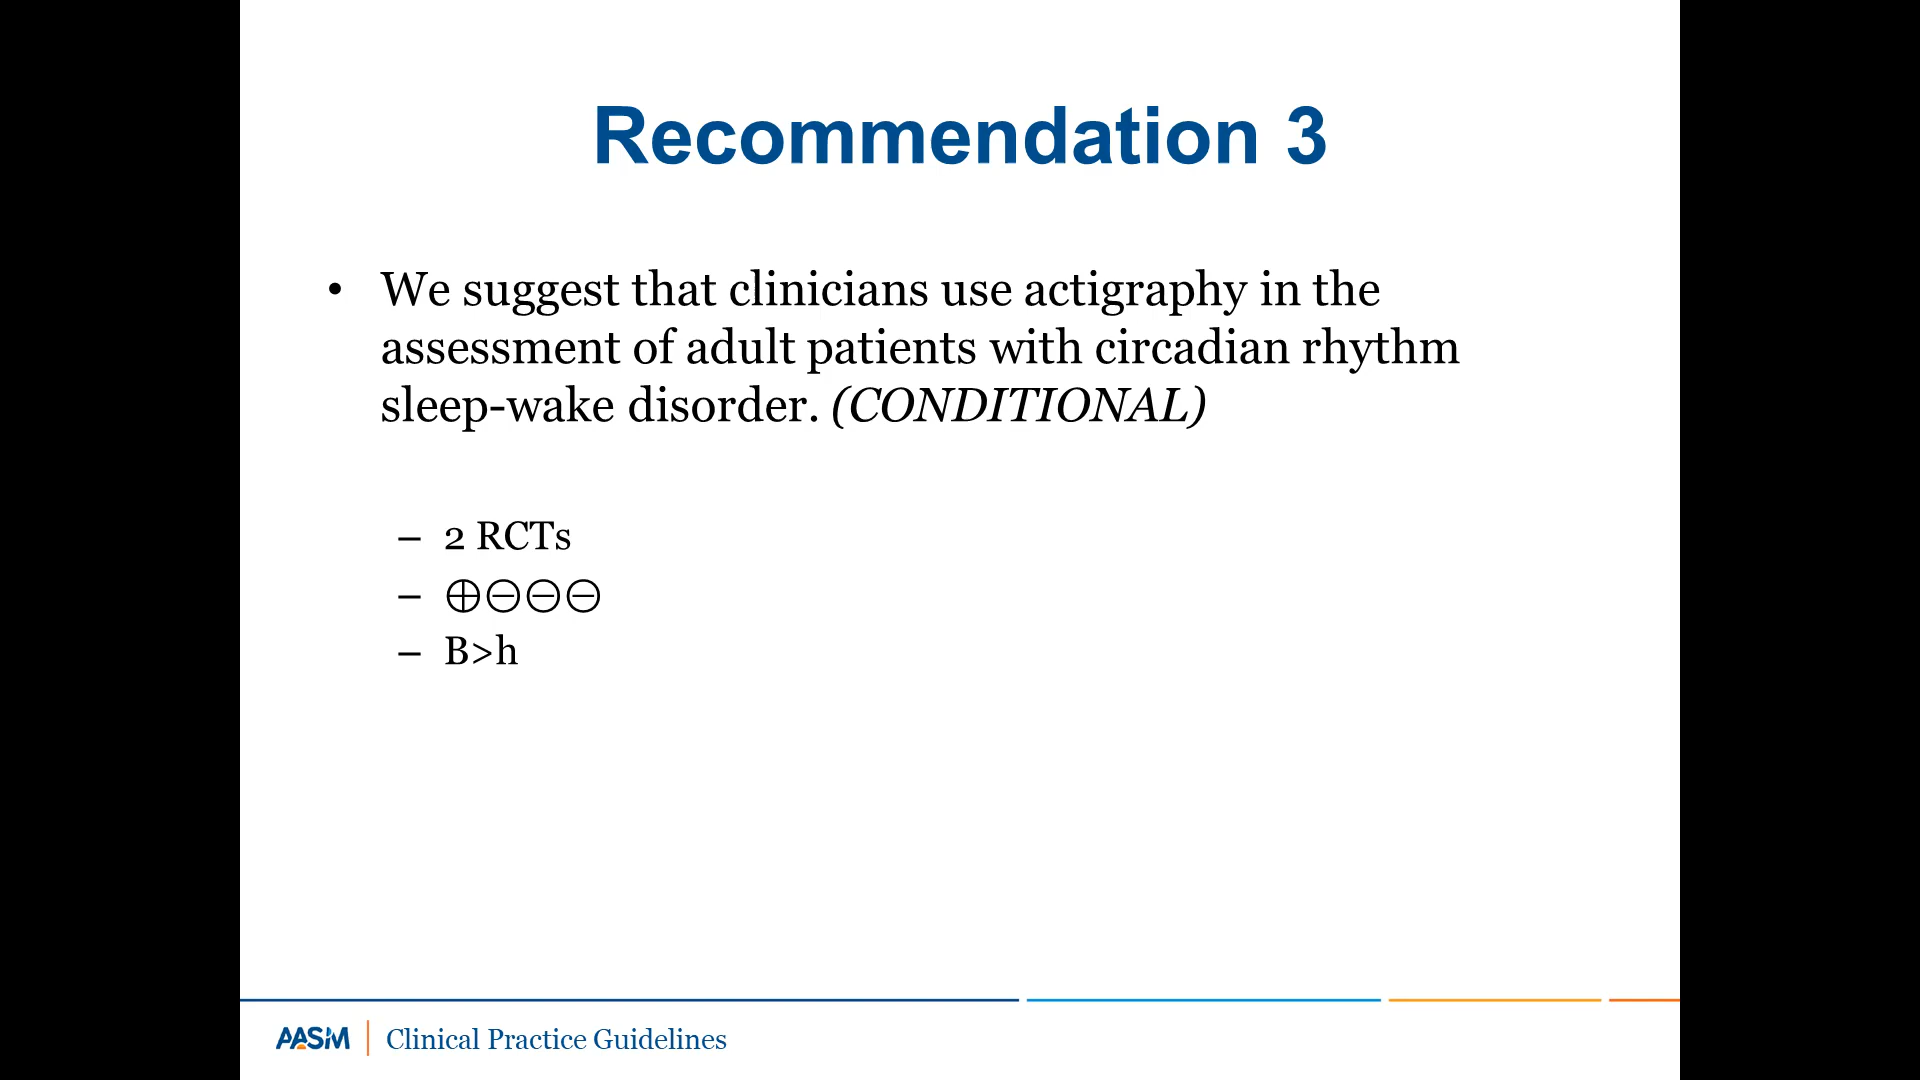 Recommendation 3
• We suggest that clinicians use actigraphy in the
assessment of adult patients with circadian rhythm
sleep-wake disorder. (CONDITIONAL)
– 2 RCTs
– ⊕⊖⊖⊖
– B>h
AASM | Clinical Practice Guidelines